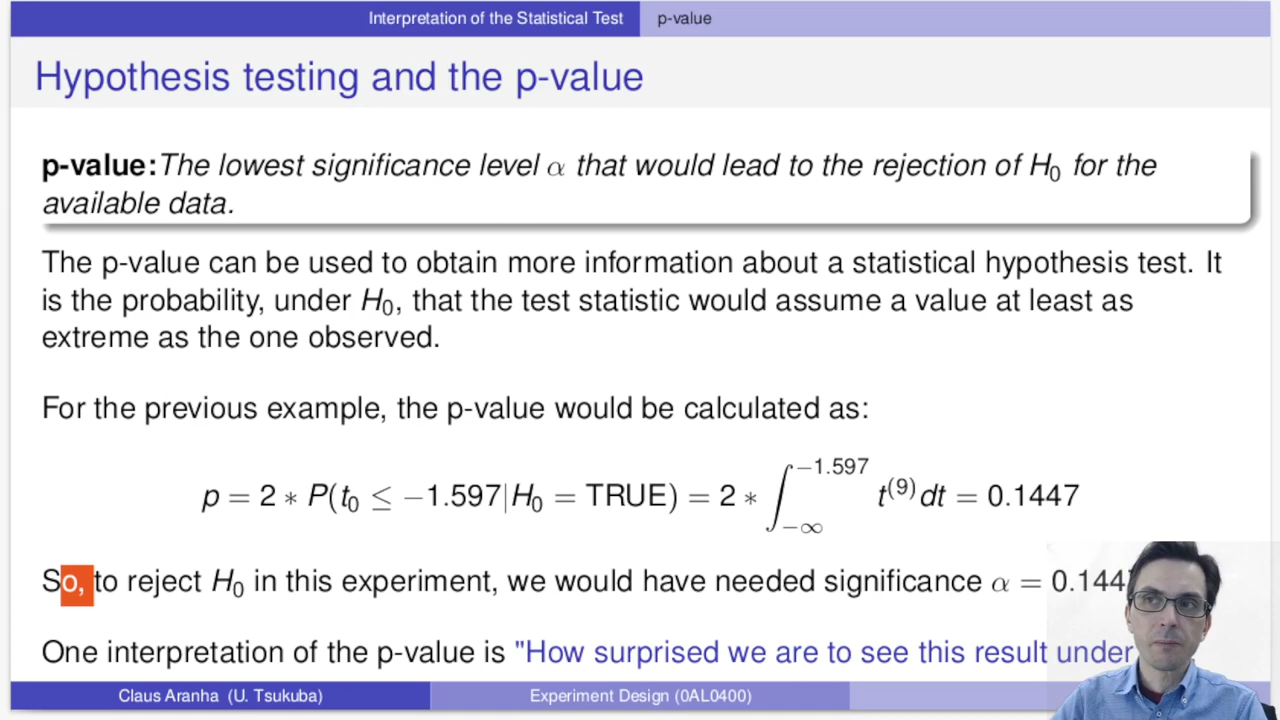 Interpretation of the Statistical Test p-value
Hypothesis testing and the p-value
p-value: The lowest significance level α that would lead to the rejection of H₀ for the
available data.
The p-value can be used to obtain more information about a statistical hypothesis test. It
is the probability, under H₀, that the test statistic would assume a value at least as
extreme as the one observed.
For the previous example, the p-value would be calculated as:
p = 2 ∗ P(t₀ ≤ −1.597|H₀ = TRUE) = 2 ∗ ∫_{−∞}^{−1.597} t⁽⁹⁾dt = 0.1447
So, to reject H₀ in this experiment, we would have needed significance α =
One interpretation of the p-value is "How surprised we are to see this result under
Claus Aranha (U. Tsukuba) Experiment Design (0AL0400)